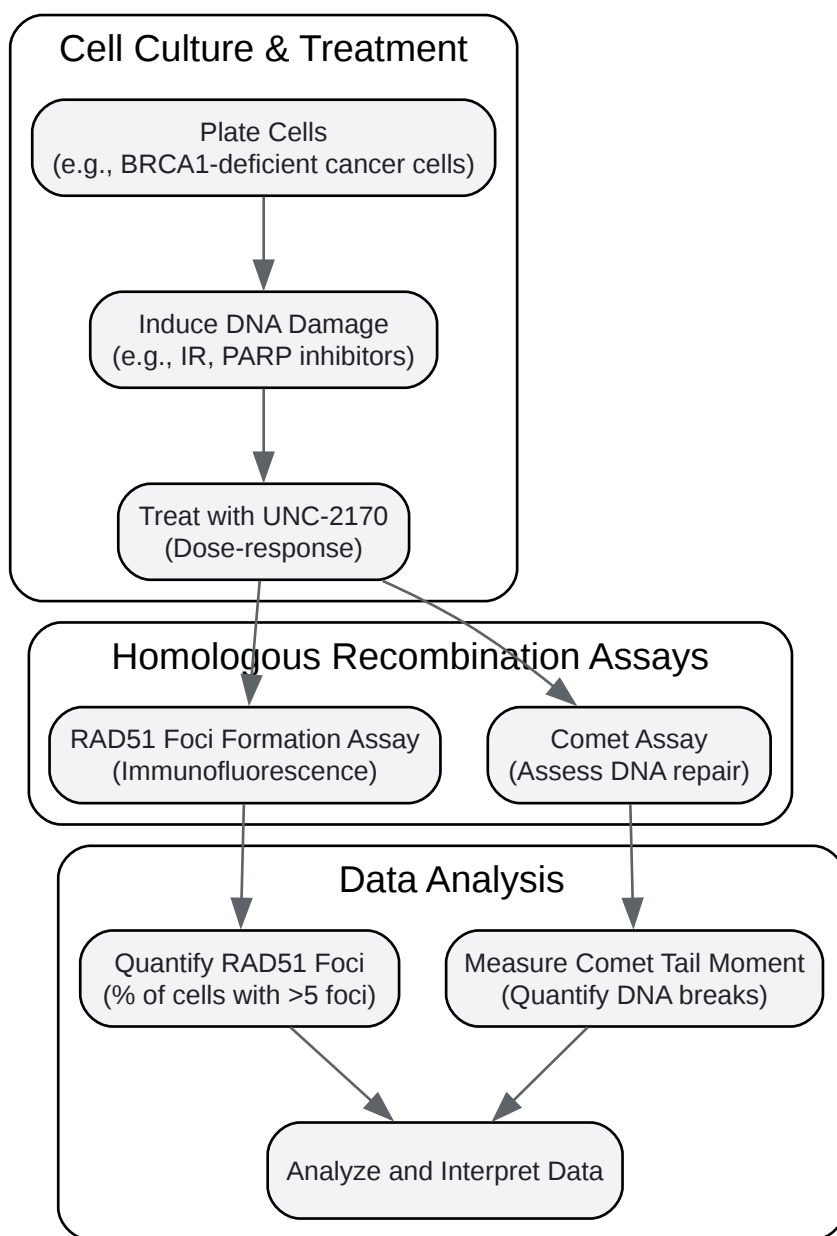 Cell Culture & Treatment
Plate Cells
(e.g., BRCA1-deficient cancer cells)
Induce DNA Damage
(e.g., IR, PARP inhibitors)
Treat with UNC-2170
(Dose-response)
Homologous Recombination Assays
RAD51 Foci Formation Assay
(Immunofluorescence)
Comet Assay
(Assess DNA repair)
Data Analysis
Quantify RAD51 Foci
(% of cells with >5 foci)
Measure Comet Tail Moment
(Quantify DNA breaks)
Analyze and Interpret Data